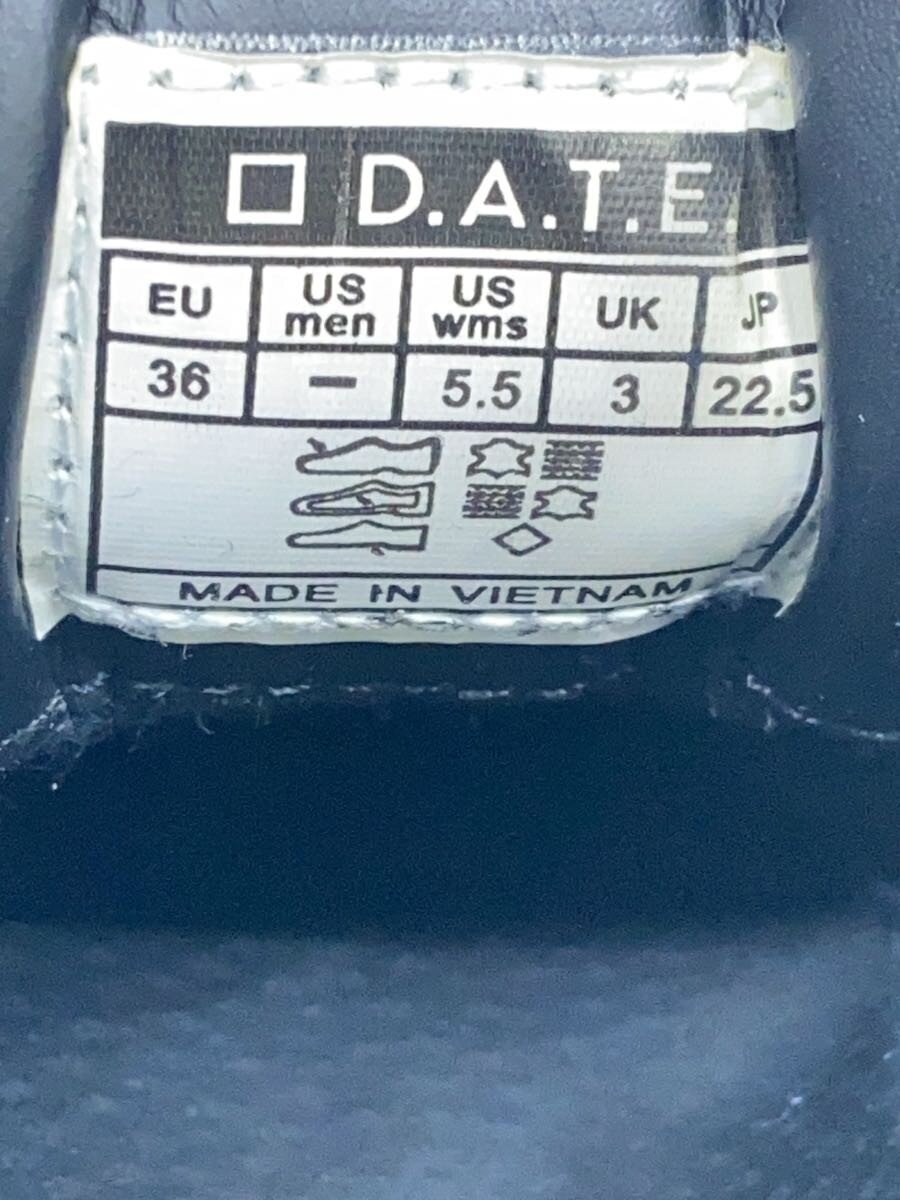 D.A.T.E.
EU US men US wms UK JP
36 - 5.5 3 22.5
MADE IN VIETNAM